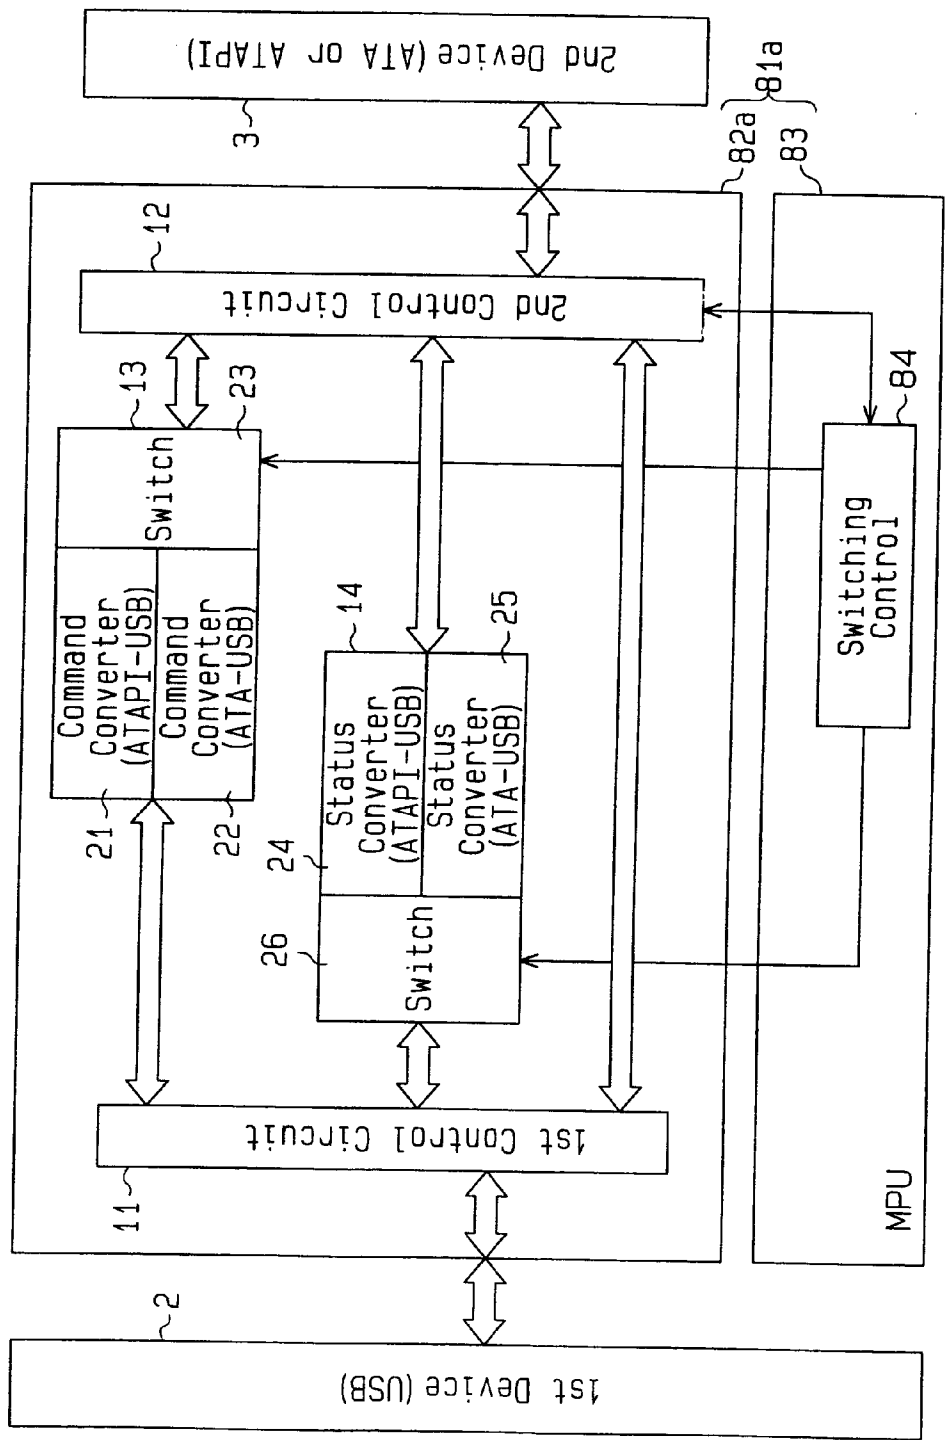 81a
82a
83
2
1st Device (USB)
11
1st Control Circuit
21
Command
Converter
(ATAPI-USB)
22
Command
Converter
(ATA-USB)
13
23
Switch
26
Switch
24
14
Status
Converter
(ATAPI-USB)
25
Status
Converter
(ATA-USB)
12
2nd Control Circuit
3
2nd Device (ATA or ATAPI)
84
Switching
Control
MPU